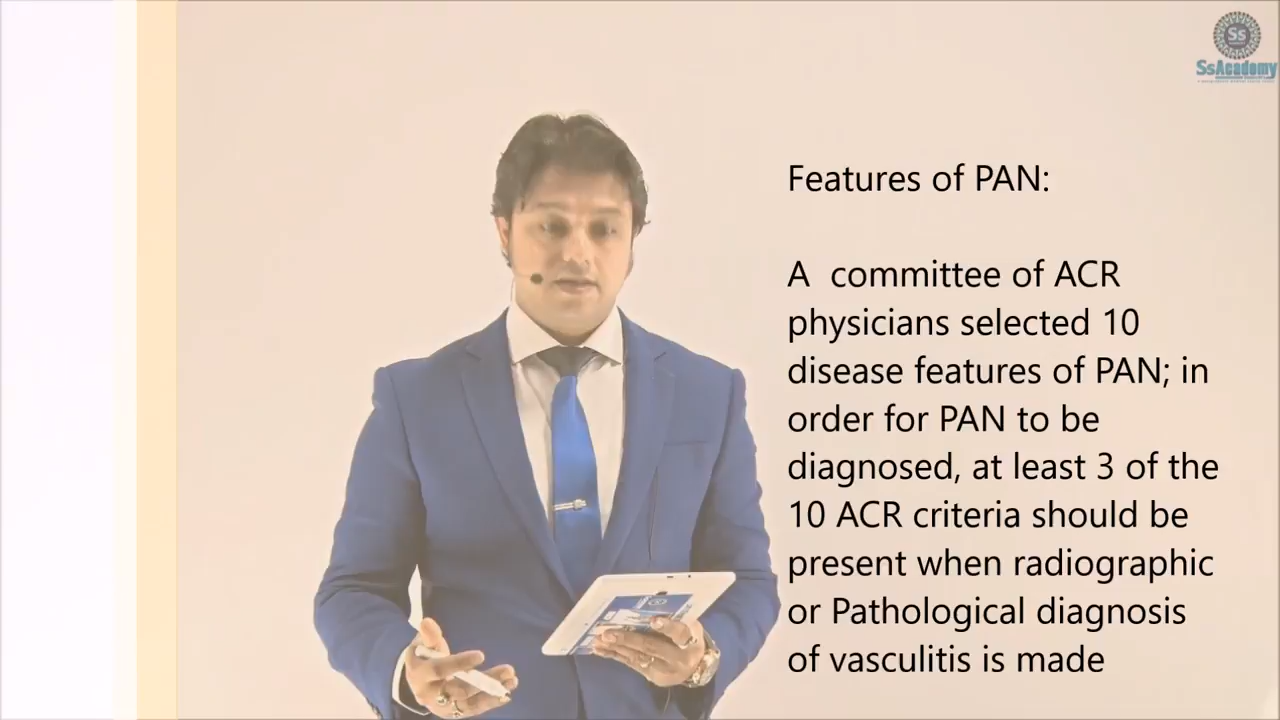 Ss
SsAcademy
Features of PAN:
A  committee of ACR
physicians selected 10
disease features of PAN; in
order for PAN to be
diagnosed, at least 3 of the
10 ACR criteria should be
present when radiographic
or Pathological diagnosis
of vasculitis is made